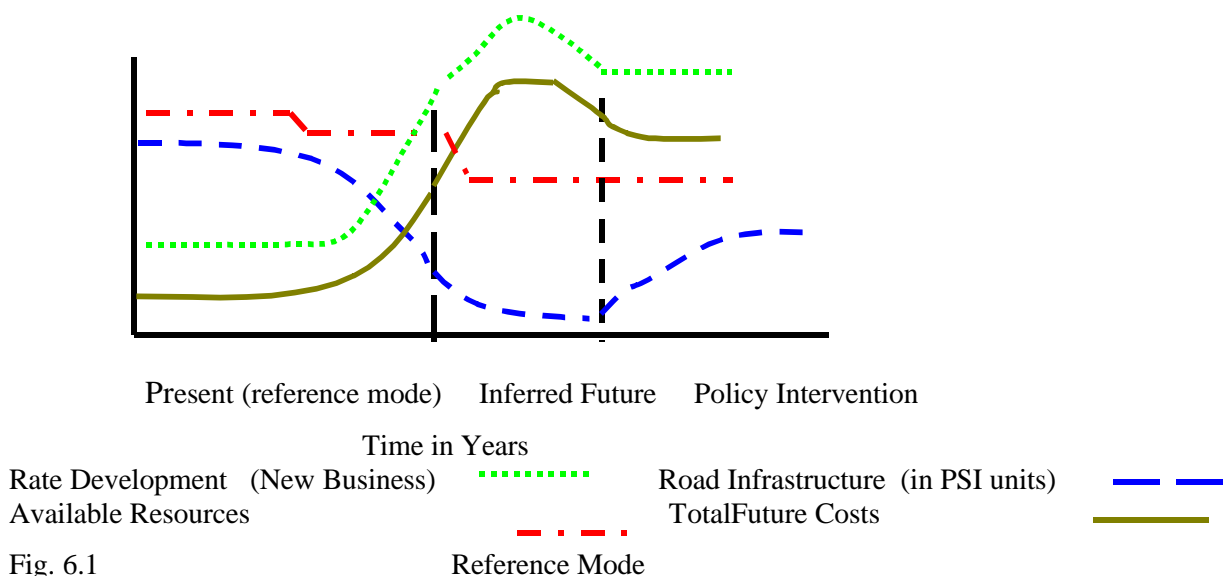 Present (reference mode) Inferred Future Policy Intervention
Time in Years
Rate Development (New Business) Road Infrastructure (in PSI units)
Available Resources TotalFuture Costs
Fig. 6.1 Reference Mode